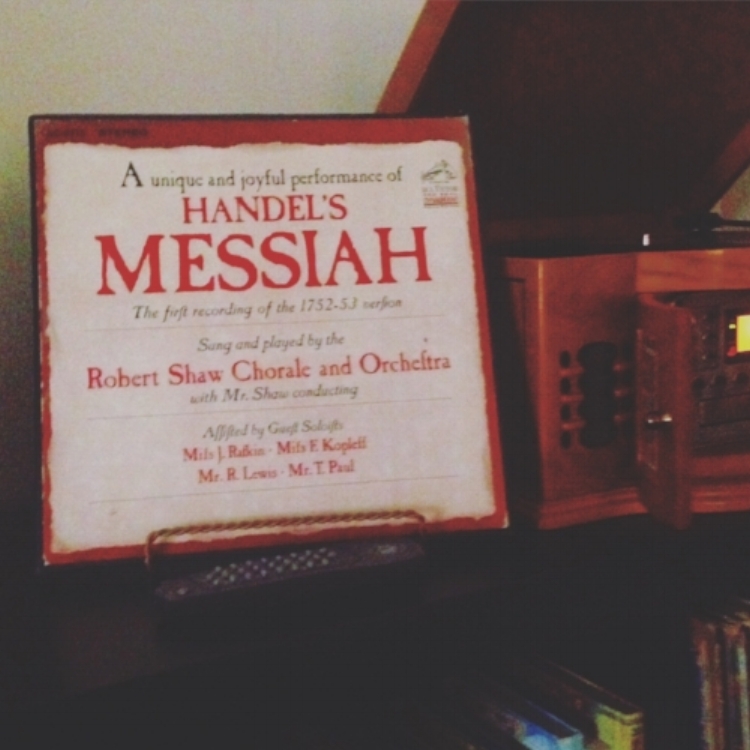 STEREO
A unique and joyful performance of
HANDEL'S
MESSIAH
The firſt recording of the 1752-53 verſion
Sung and played by the
Robert Shaw Chorale and Orcheſtra
with Mr. Shaw conducting
Aſſiſted by Gueſt Soloiſts
Miſs J. Raſkin · Miſs F. Kopleff
Mr. R. Lewis · Mr. T. Paul